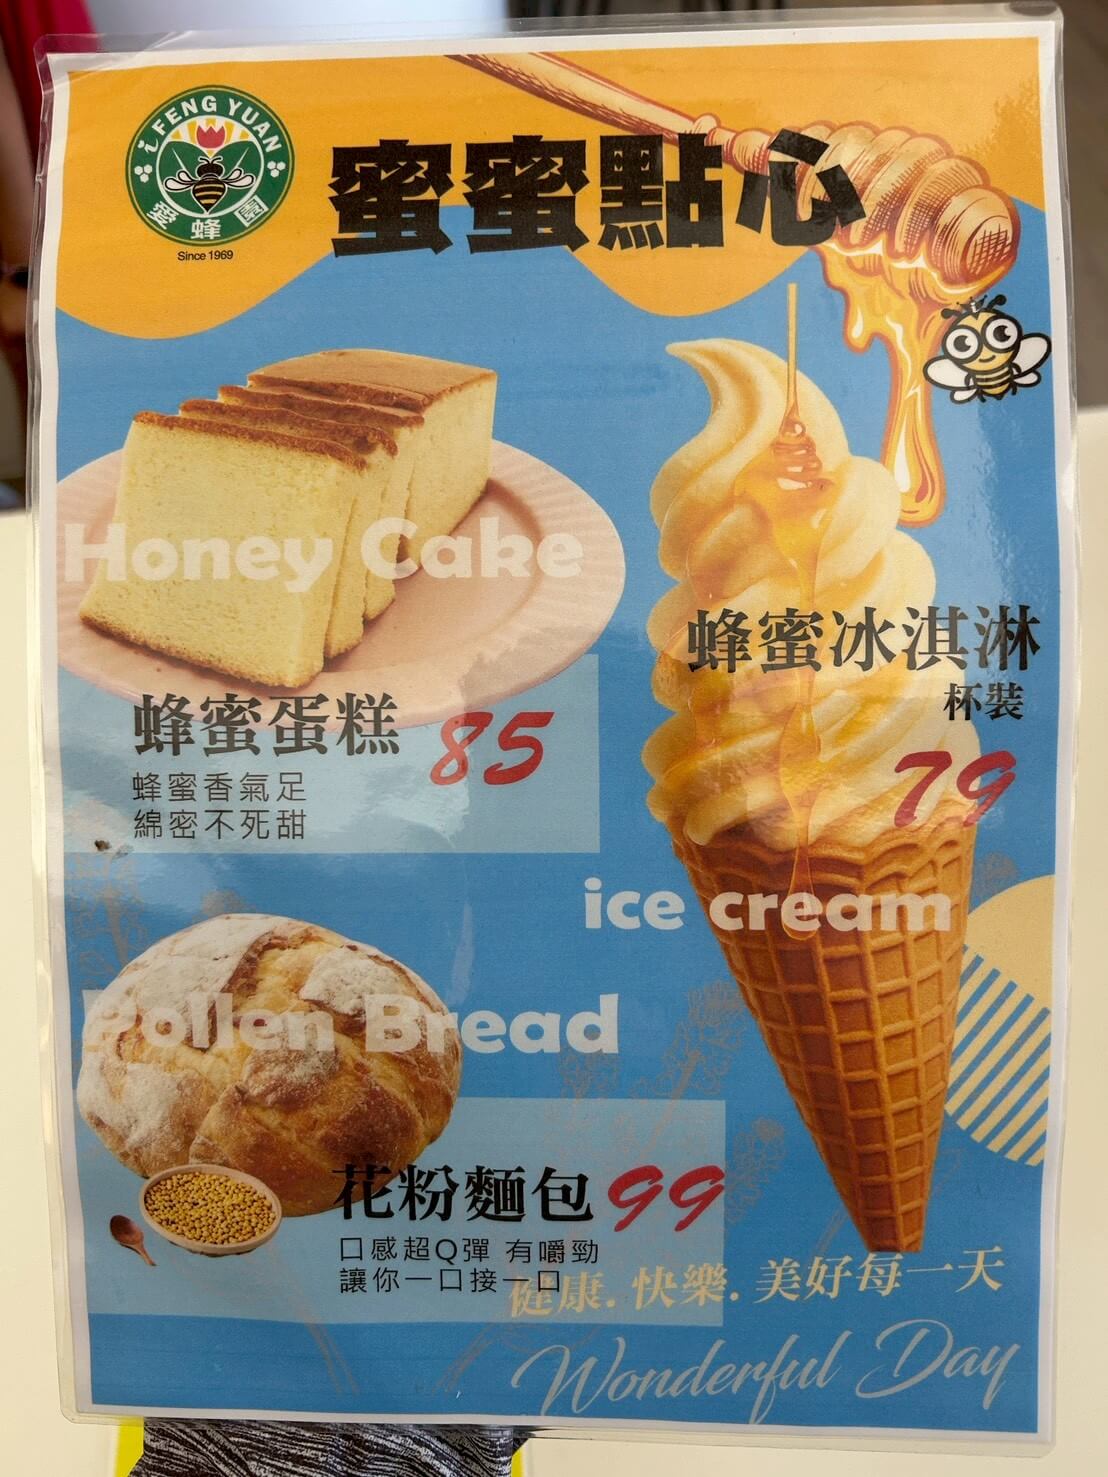 i FENG YUAN
愛蜂園
Since 1969
蜜蜜點心
Honey Cake
蜂蜜蛋糕 85
蜂蜜香氣足
綿密不死甜
蜂蜜冰淇淋
杯裝
79
ice cream
Pollen Bread
花粉麵包 99
口感超Q彈 有嚼勁
讓你一口接一口
健康. 快樂. 美好每一天
Wonderful Day